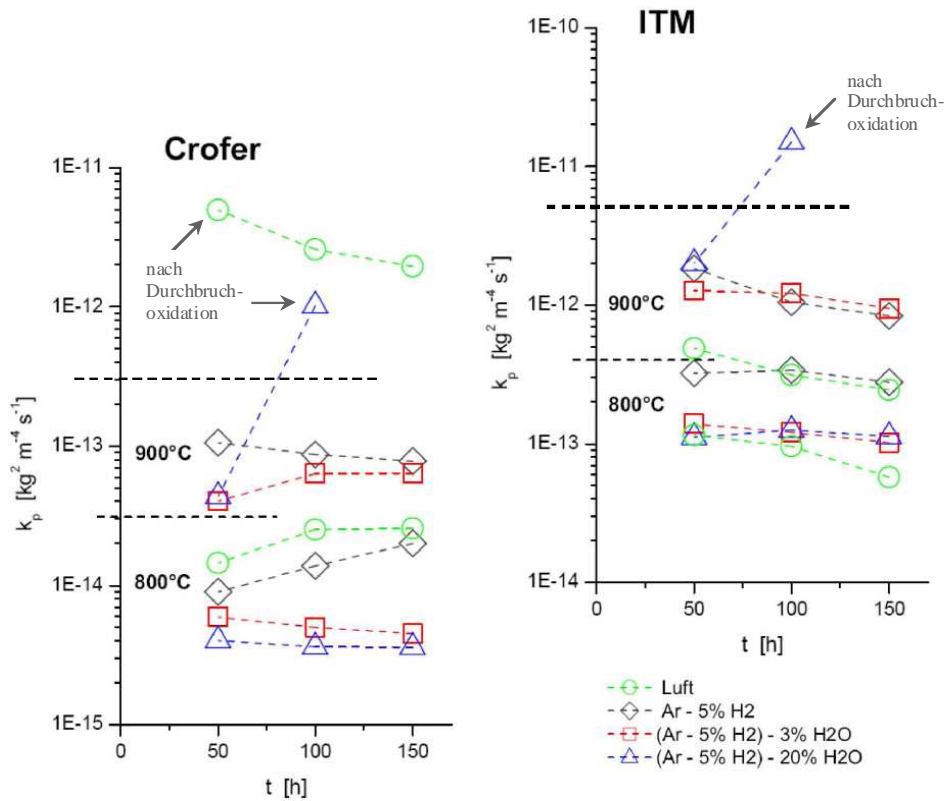 Crofer
1E-11
1E-12
1E-13
1E-14
1E-15
kp [kg² m⁻⁴ s⁻¹]
nach
Durchbruch-
oxidation
900°C
800°C
0 50 100 150
t [h]
ITM
1E-10
1E-11
1E-12
1E-13
1E-14
kp [kg² m⁻⁴ s⁻¹]
nach
Durchbruch-
oxidation
900°C
800°C
0 50 100 150
t [h]
Luft
Ar - 5% H2
(Ar - 5% H2) - 3% H2O
(Ar - 5% H2) - 20% H2O